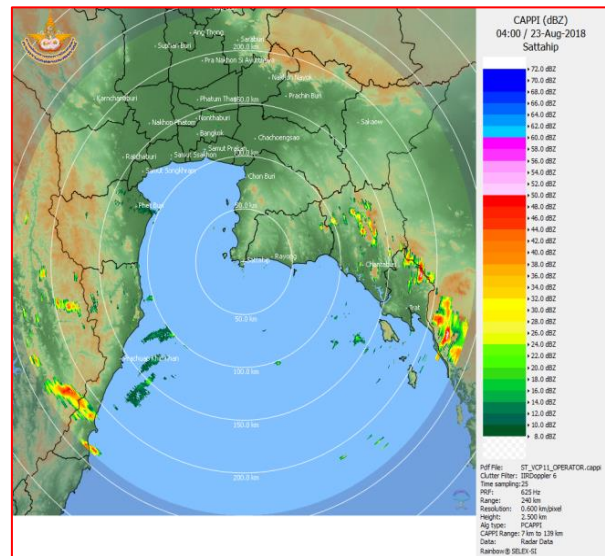 CAPPI (dBZ)
04:00 / 23-Aug-2018
Sattahip
72.0 dBZ
70.0 dBZ
68.0 dBZ
66.0 dBZ
64.0 dBZ
62.0 dBZ
60.0 dBZ
58.0 dBZ
56.0 dBZ
54.0 dBZ
52.0 dBZ
50.0 dBZ
48.0 dBZ
46.0 dBZ
44.0 dBZ
42.0 dBZ
40.0 dBZ
38.0 dBZ
36.0 dBZ
34.0 dBZ
32.0 dBZ
30.0 dBZ
28.0 dBZ
26.0 dBZ
24.0 dBZ
22.0 dBZ
20.0 dBZ
18.0 dBZ
16.0 dBZ
14.0 dBZ
12.0 dBZ
10.0 dBZ
8.0 dBZ
Pdf File: ST_VCP11_OPERATOR.cappi
Clutter Filter: IIRDoppler 6
Time sampling: 25
PRF: 625 Hz
Range: 240 km
Resolution: 0.600 km/pixel
Height: 2.500 km
Alg type: PCAPPI
CAPPI Range: 7 km to 139 km
Data: Radar Data
Rainbow® SELEX-SI
Ang Thong
Saraburi
Suphan Buri
200.0 km
Pra Nakhon Si Ayutthaya
Nakhon Nayok
Kanchanaburi
Phatum Thani
Prachin Buri
Nonthaburi
Nakhon Phatom
Sakaew
Bangkok
Chachoengsao
Samut Prakan
Ratchaburi
Samut Sakhon
Samut Songkhram
Chon Buri
Phet Buri
Rayong
Chantaburi
Trat
50.0 km
Prachuap Khiri Khan
100.0 km
150.0 km
200.0 km